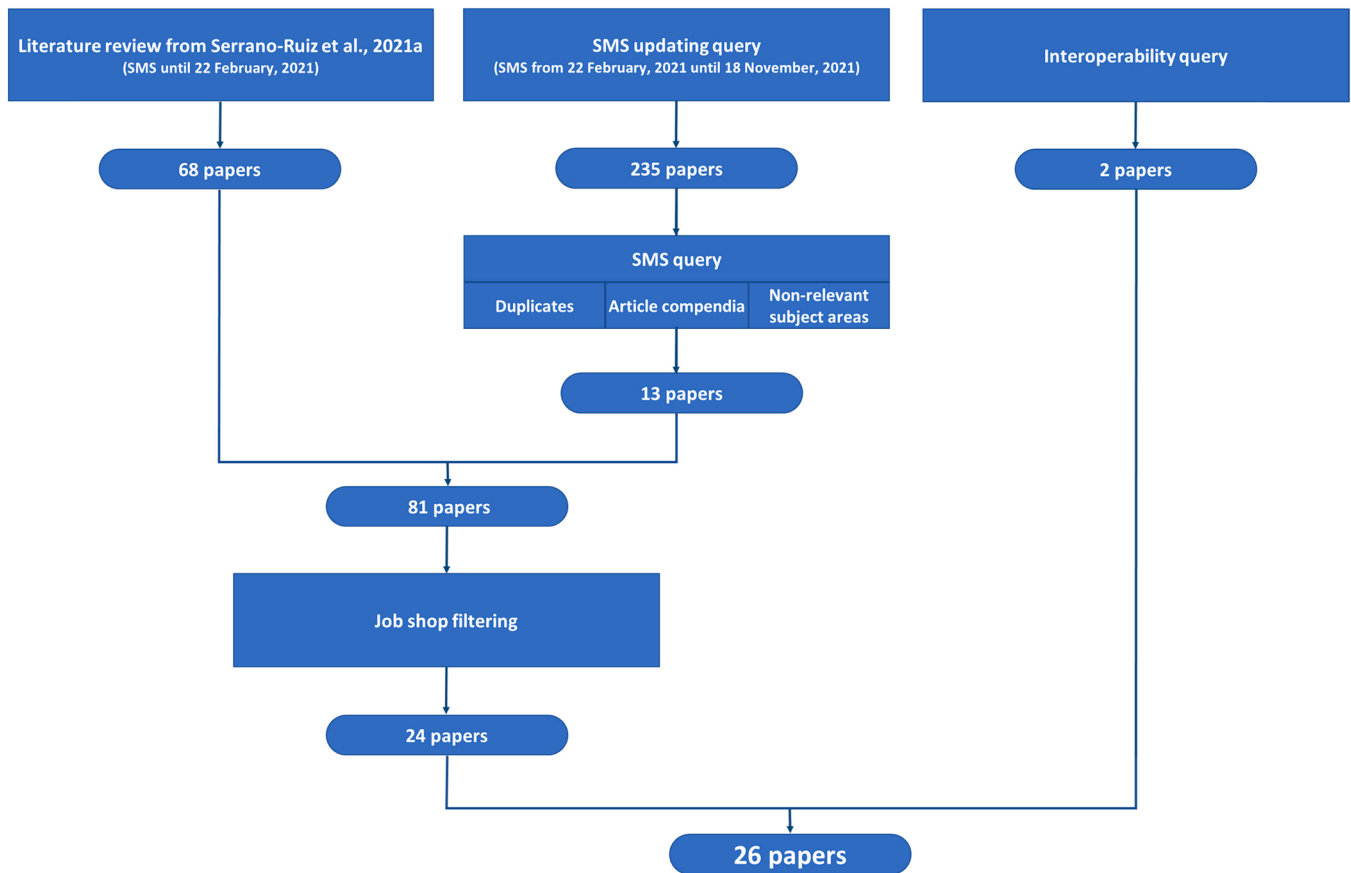 Literature review from Serrano-Ruiz et al., 2021a
(SMS until 22 February, 2021)
SMS updating query
(SMS from 22 February, 2021 until 18 November, 2021)
Interoperability query
68 papers
235 papers
2 papers
SMS query
Duplicates
Article compendia
Non-relevant
subject areas
13 papers
81 papers
Job shop filtering
24 papers
26 papers